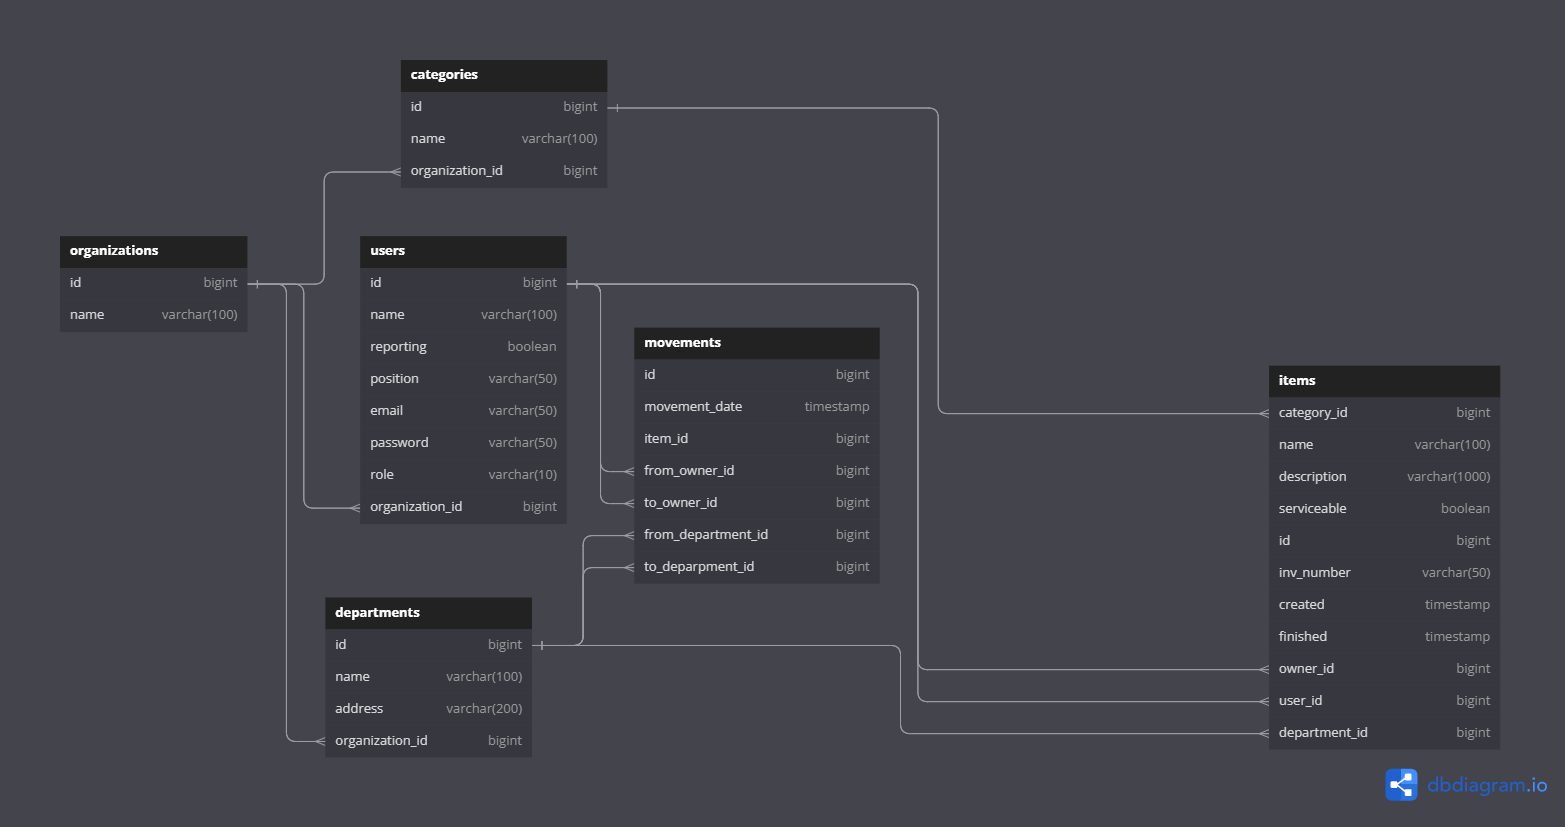 categories
id bigint
name varchar(100)
organization_id bigint
organizations
id bigint
name varchar(100)
users
id bigint
name varchar(100)
reporting boolean
position varchar(50)
email varchar(50)
password varchar(50)
role varchar(10)
organization_id bigint
movements
id bigint
movement_date timestamp
item_id bigint
from_owner_id bigint
to_owner_id bigint
from_department_id bigint
to_deparpment_id bigint
items
category_id bigint
name varchar(100)
description varchar(1000)
serviceable boolean
id bigint
inv_number varchar(50)
created timestamp
finished timestamp
owner_id bigint
user_id bigint
department_id bigint
departments
id bigint
name varchar(100)
address varchar(200)
organization_id bigint
dbdiagram.io